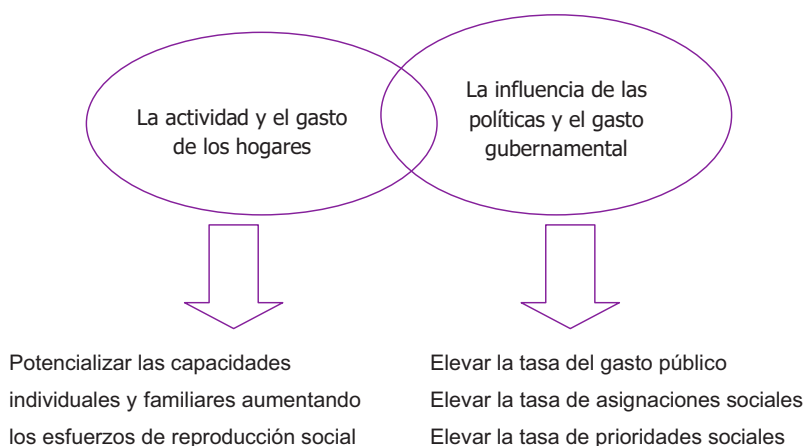 La actividad y el gasto
de los hogares
La influencia de las
políticas y el gasto
gubernamental
Potencializar las capacidades
individuales y familiares aumentando
los esfuerzos de reproducción social
Elevar la tasa del gasto público
Elevar la tasa de asignaciones sociales
Elevar la tasa de prioridades sociales